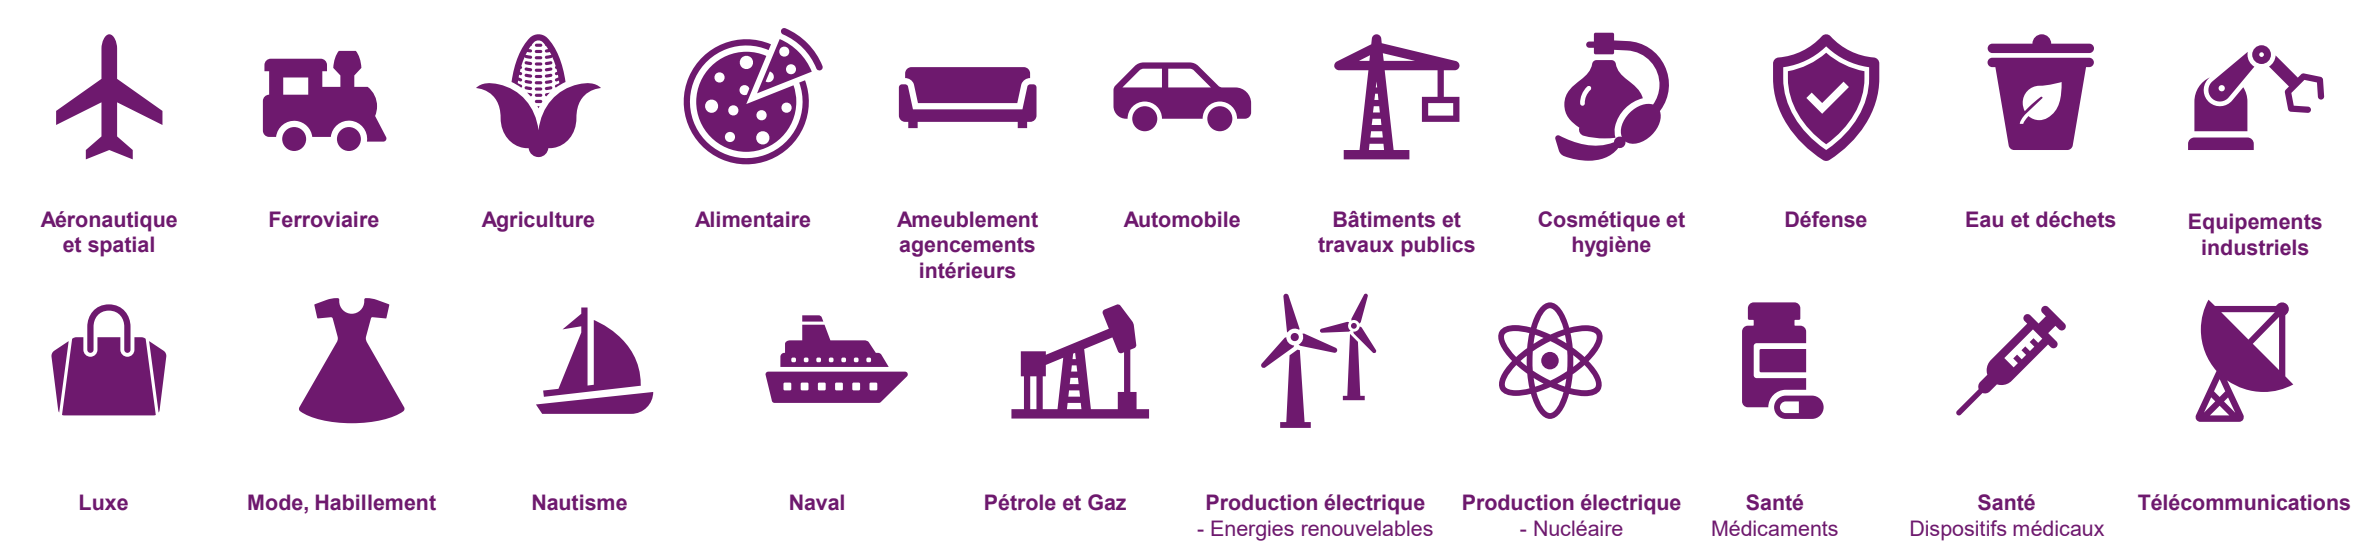 Aéronautique
et spatial
Ferroviaire
Agriculture
Alimentaire
Ameublement
agencements
intérieurs
Automobile
Bâtiments et
travaux publics
Cosmétique et
hygiène
Défense
Eau et déchets
Equipements
industriels
Luxe
Mode, Habillement
Nautisme
Naval
Pétrole et Gaz
Production électrique
- Energies renouvelables
Production électrique
- Nucléaire
Santé
Médicaments
Santé
Dispositifs médicaux
Télécommunications